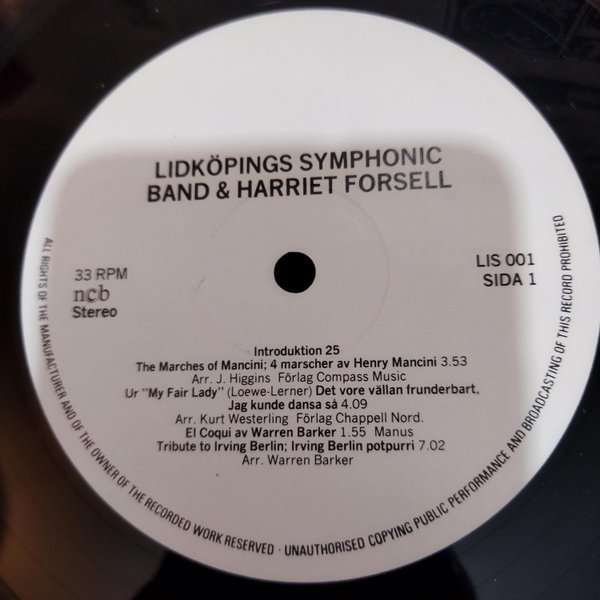 LIDKÖPINGS SYMPHONIC
BAND & HARRIET FORSELL
33 RPM
ncb
Stereo
LIS 001
SIDA 1
Introduktion 25
The Marches of Mancini; 4 marscher av Henry Mancini 3.53
Arr. J. Higgins Förlag Compass Music
Ur "My Fair Lady" (Loewe-Lerner) Det vore vällan frunderbart,
Jag kunde dansa så 4.09
Arr. Kurt Westerling Förlag Chappell Nord.
El Coqui av Warren Barker 1.55 Manus
Tribute to Irving Berlin; Irving Berlin potpurri 7.02
Arr. Warren Barker
ALL RIGHTS OF THE MANUFACTURER AND OF THE OWNER OF THE RECORDED WORK RESERVED · UNAUTHORISED COPYING PUBLIC PERFORMANCE AND BROADCASTING OF THIS RECORD PROHIBITED